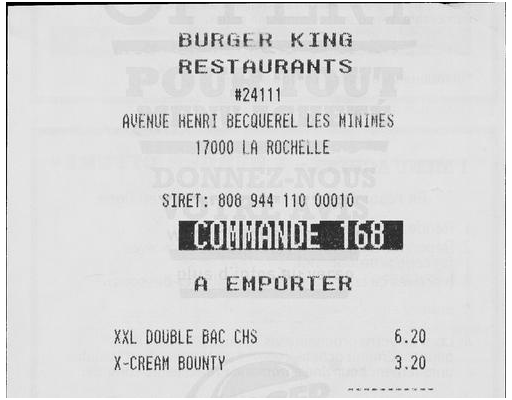 BURGER KING
RESTAURANTS
#24111
AVENUE HENRI BECQUEREL LES MINIMES
17000 LA ROCHELLE
SIRET: 808 944 110 00010
COMMANDE 168
A EMPORTER
XXL DOUBLE BAC CHS 6.20
X-CREAM BOUNTY 3.20